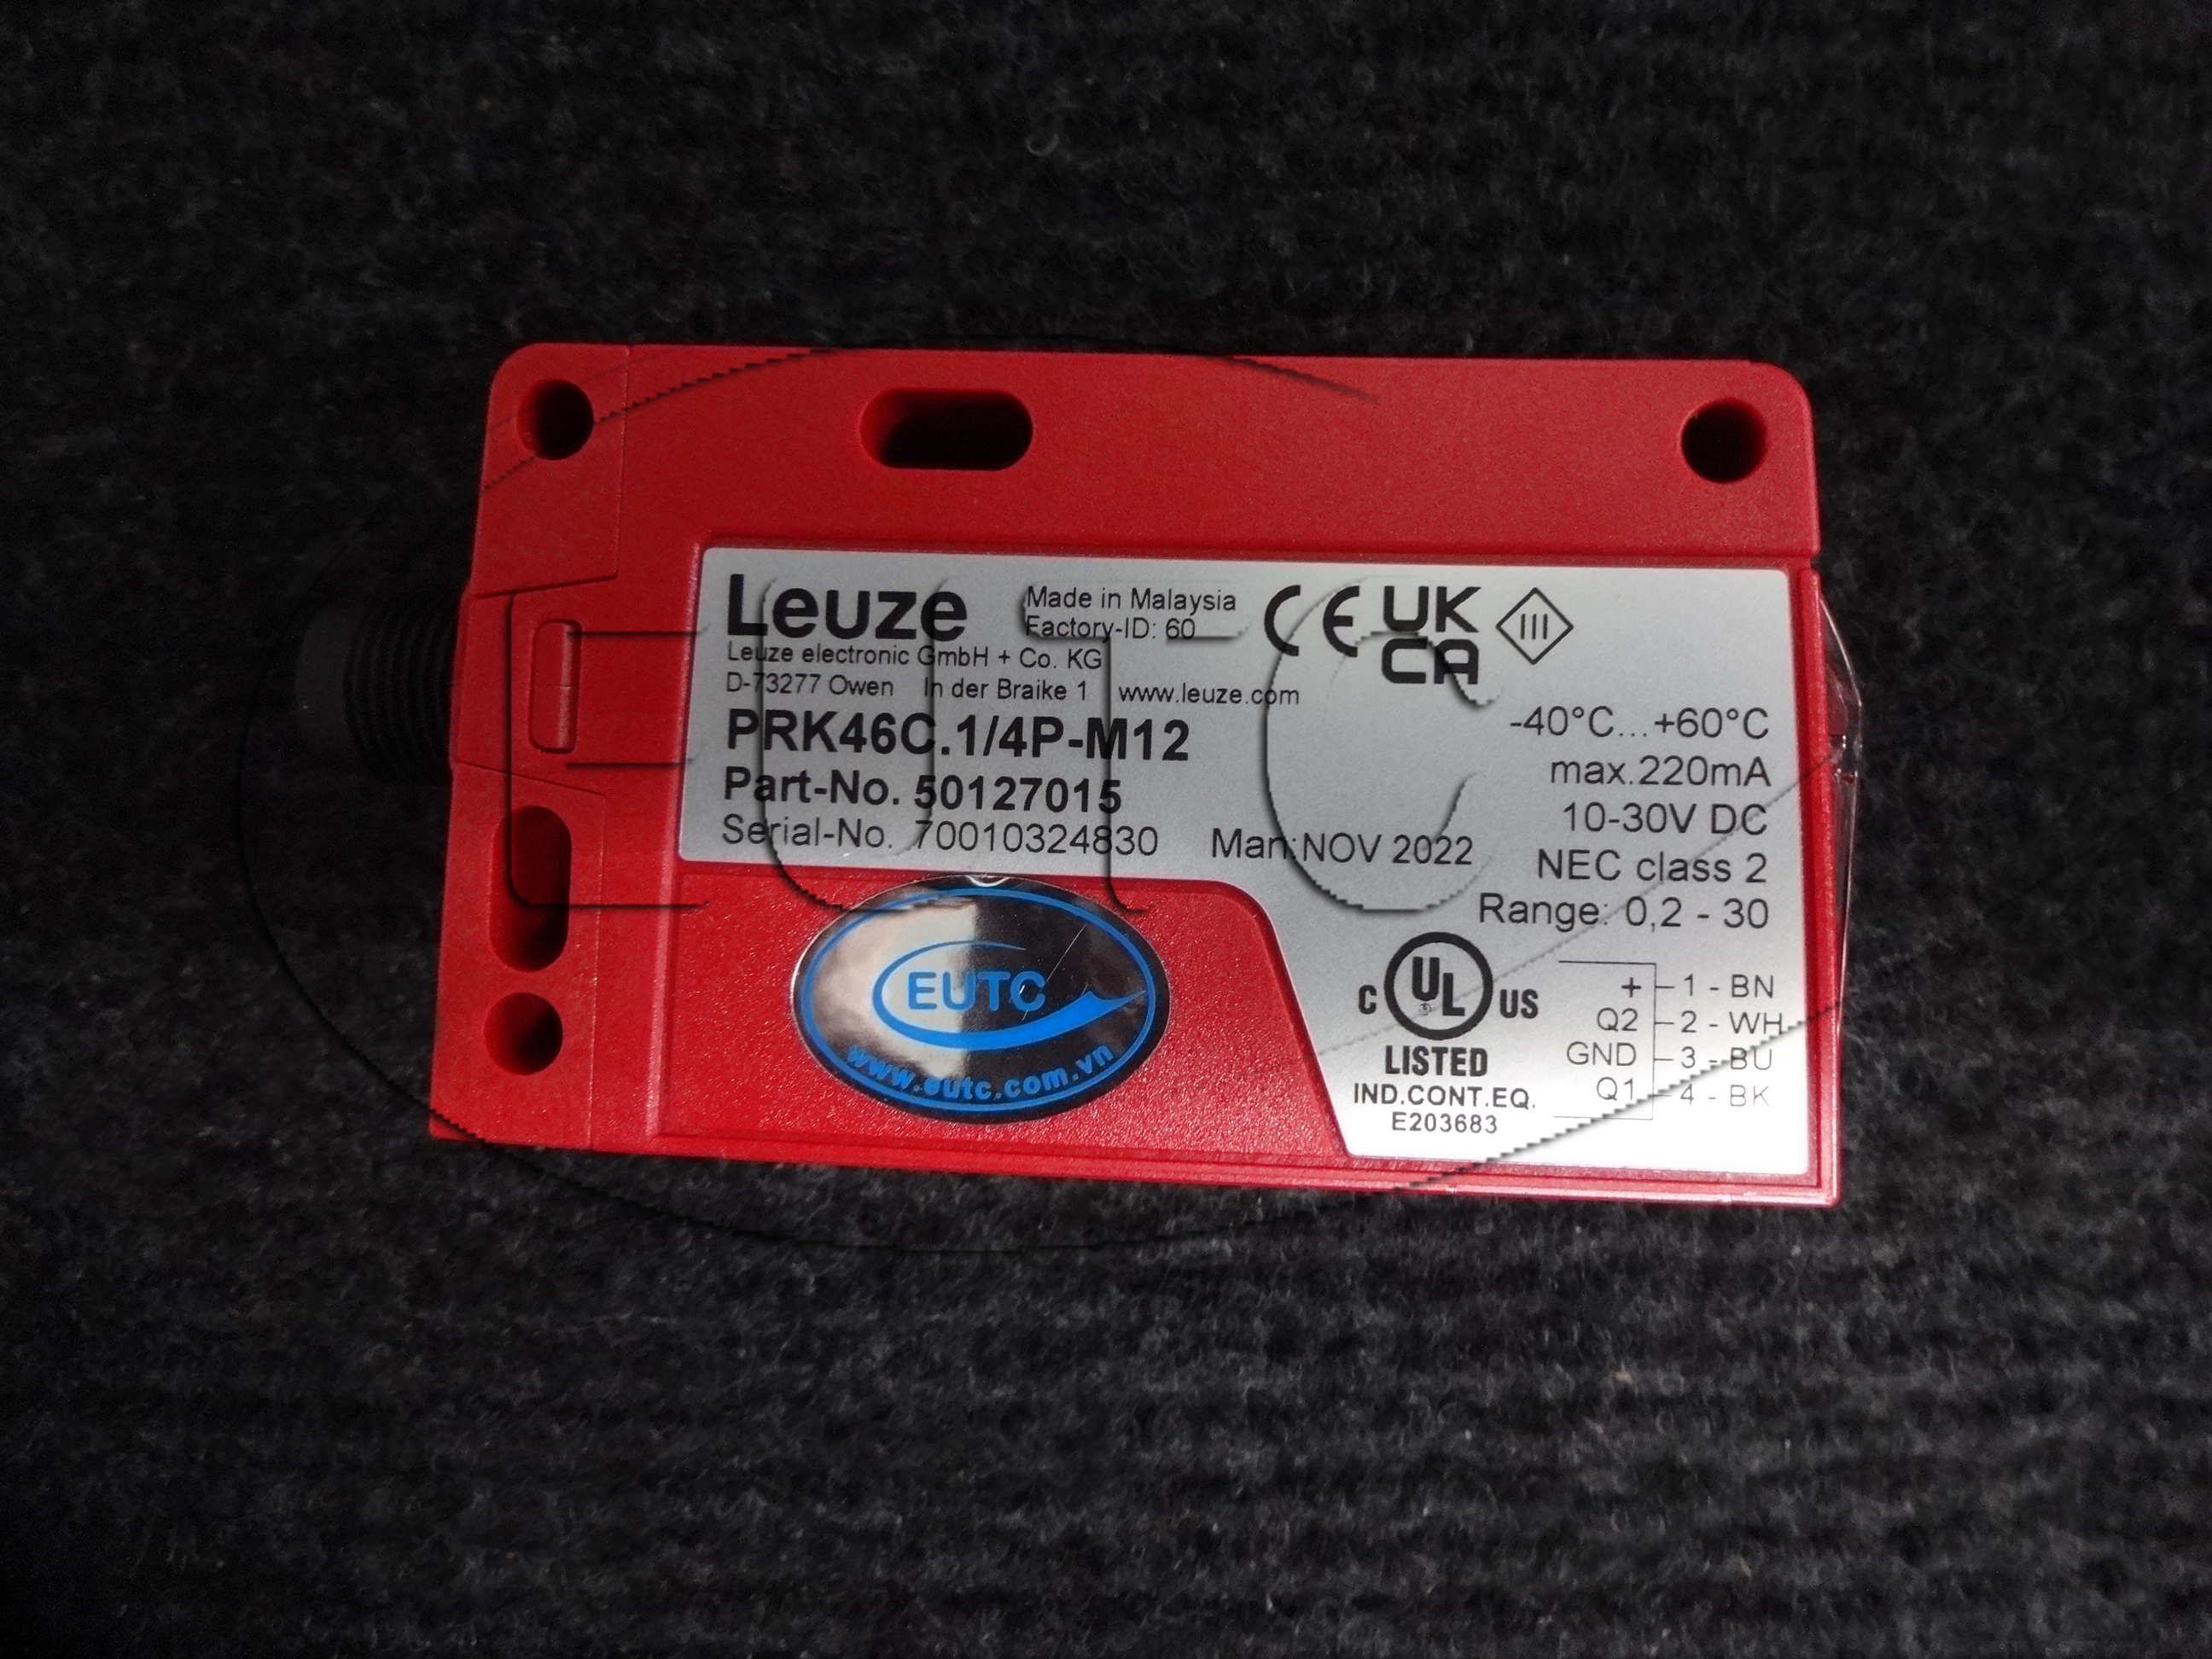 Leuze
Made in Malaysia
Factory-ID: 60
Leuze electronic GmbH + Co. KG
D-73277 Owen In der Braike 1 www.leuze.com
PRK46C.1/4P-M12
Part-No. 50127015
Serial-No. 70010324830 Man:NOV 2022
CE
UK
CA
III
-40°C...+60°C
max.220mA
10-30V DC
NEC class 2
Range: 0,2 - 30
C UL US
LISTED
IND.CONT.EQ.
E203683
+ 1 - BN
Q2 2 - WH
GND 3 - BU
Q1 4 - BK
EUTC
www.eutc.com.vn
EUTC